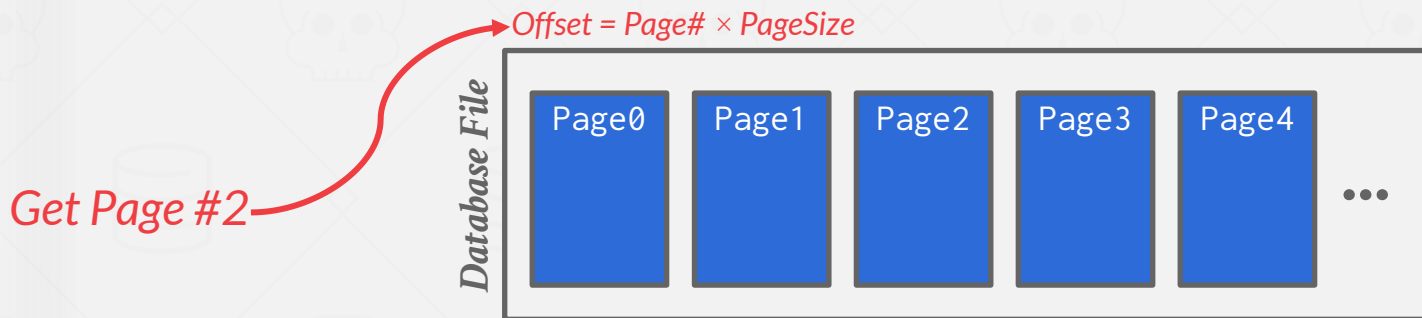 Offset = Page# × PageSize
Get Page #2
Database File
Page0 Page1 Page2 Page3 Page4
•••